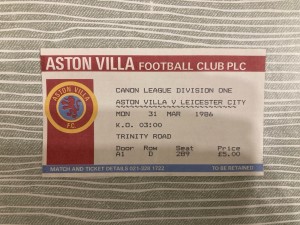 ASTON VILLA FOOTBALL CLUB PLC
CANON LEAGUE DIVISION ONE
ASTON VILLA V LEICESTER CITY
MON 31 MAR 1986
K.O. 03:00
TRINITY ROAD
Door Row Seat Price
A1 D 289 £5.00
ASTON VILLA
FC
MATCH AND TICKET DETAILS 021-328 1722
TO BE RETAINED